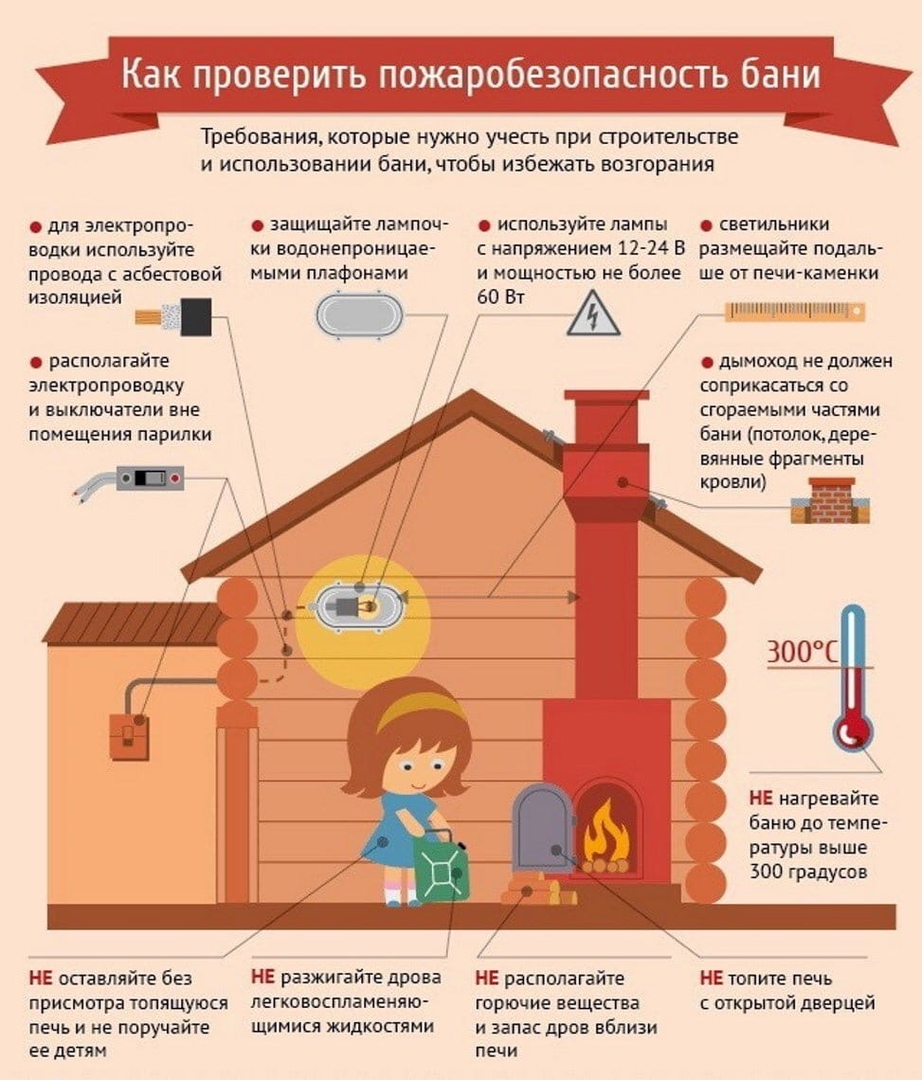 Как проверить пожаробезопасность бани
Требования, которые нужно учесть при строительстве
и использовании бани, чтобы избежать возгорания
● для электропро-
водки используйте
провода с асбестовой
изоляцией
● защищайте лампоч-
ки водонепроницае-
мыми плафонами
● используйте лампы
с напряжением 12-24 В
и мощностью не более
60 Вт
● светильники
размещайте подаль-
ше от печи-каменки
● располагайте
электропроводку
и выключатели вне
помещения парилки
● дымоход не должен
соприкасаться со
сгораемыми частями
бани (потолок, дере-
вянные фрагменты
кровли)
300°C
НЕ нагревайте
баню до темпе-
ратуры выше
300 градусов
НЕ оставляйте без
присмотра топящуюся
печь и не поручайте
ее детям
НЕ разжигайте дрова
легковоспламеняю-
щимися жидкостями
НЕ располагайте
горючие вещества
и запас дров вблизи
печи
НЕ топите печь
с открытой дверцей